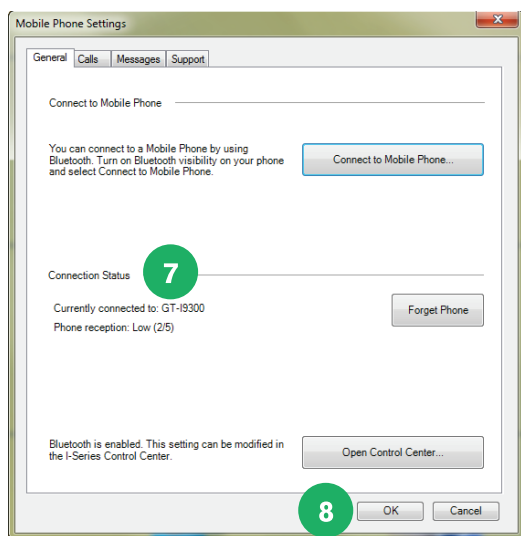 Mobile Phone Settings
General Calls Messages Support
Connect to Mobile Phone
You can connect to a Mobile Phone by using
Bluetooth. Turn on Bluetooth visibility on your phone
and select Connect to Mobile Phone.
Connect to Mobile Phone...
Connection Status
7
Currently connected to: GT-I9300
Phone reception: Low (2/5)
Forget Phone
Bluetooth is enabled. This setting can be modified in
the I-Series Control Center.
Open Control Center...
8
OK Cancel